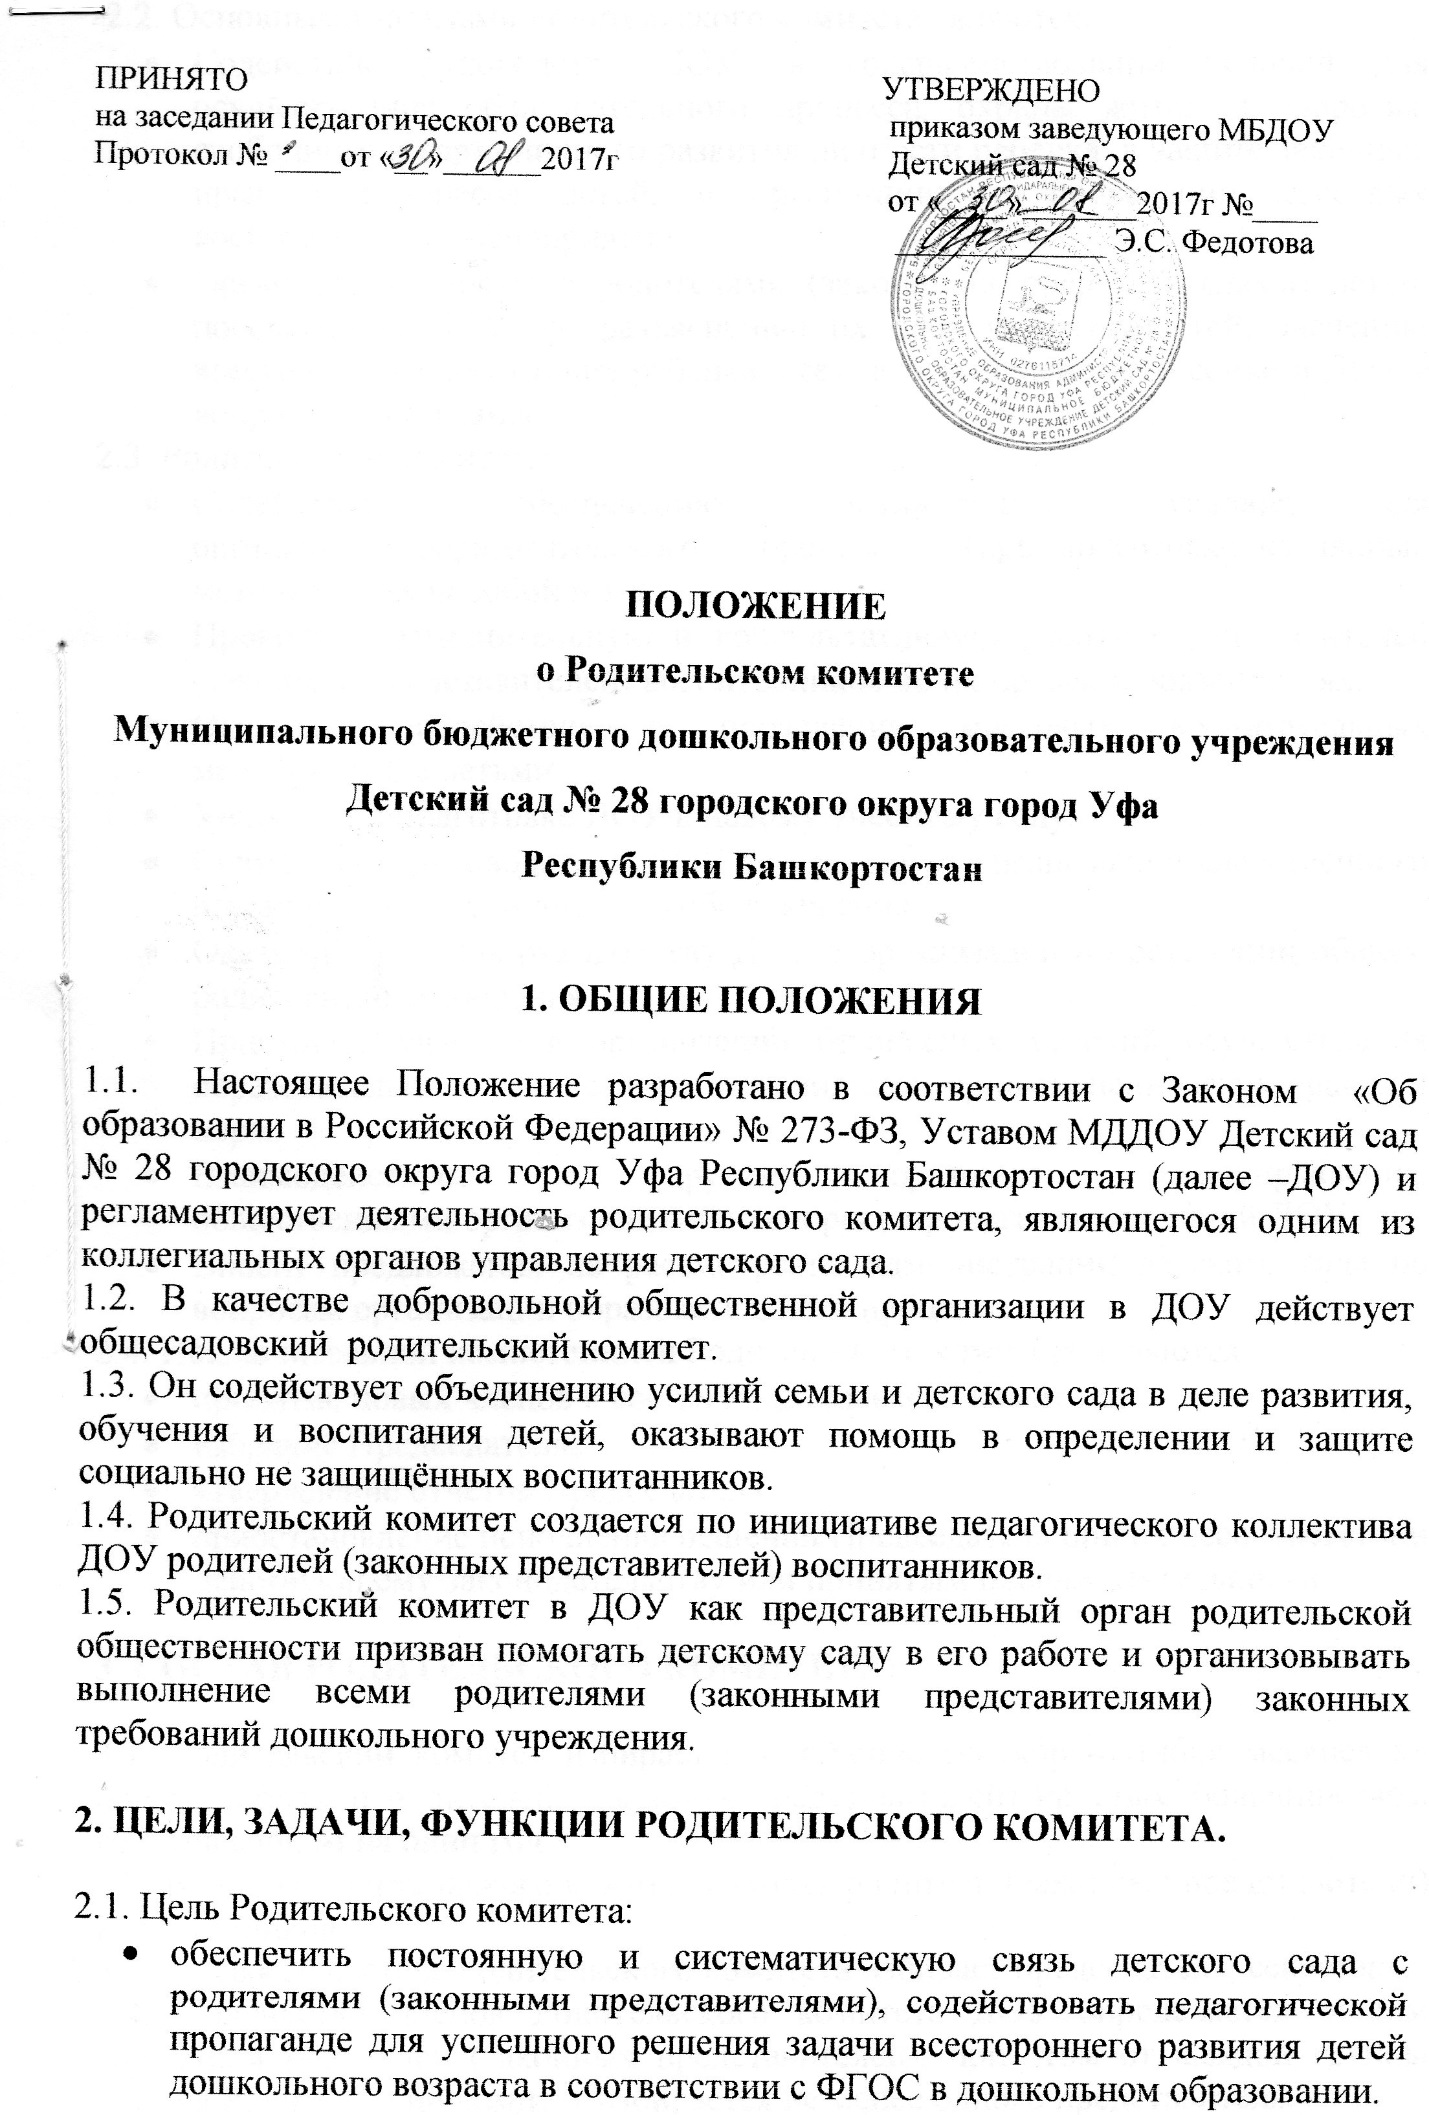 ПРИНЯТО
на заседании Педагогического совета
Протокол № ____от «30» ______2017г
УТВЕРЖДЕНО
приказом заведующего МБДОУ
Детский сад № 28
от «30» _______2017г №____
_____________ Э.С. Федотова
ИНН 0276115714
ПОЛОЖЕНИЕ
о Родительском комитете
Муниципального бюджетного дошкольного образовательного учреждения
Детский сад № 28 городского округа город Уфа
Республики Башкортостан
1. ОБЩИЕ ПОЛОЖЕНИЯ
1.1. Настоящее Положение разработано в соответствии с Законом «Об
образовании в Российской Федерации» № 273-ФЗ, Уставом МДДОУ Детский сад
№ 28 городского округа город Уфа Республики Башкортостан (далее –ДОУ) и
регламентирует деятельность родительского комитета, являющегося одним из
коллегиальных органов управления детского сада.
1.2. В качестве добровольной общественной организации в ДОУ действует
общесадовский родительский комитет.
1.3. Он содействует объединению усилий семьи и детского сада в деле развития,
обучения и воспитания детей, оказывают помощь в определении и защите
социально не защищённых воспитанников.
1.4. Родительский комитет создается по инициативе педагогического коллектива
ДОУ родителей (законных представителей) воспитанников.
1.5. Родительский комитет в ДОУ как представительный орган родительской
общественности призван помогать детскому саду в его работе и организовывать
выполнение всеми родителями (законными представителями) законных
требований дошкольного учреждения.
2. ЦЕЛИ, ЗАДАЧИ, ФУНКЦИИ РОДИТЕЛЬСКОГО КОМИТЕТА.
2.1. Цель Родительского комитета:
• обеспечить постоянную и систематическую связь детского сада с
родителями (законными представителями), содействовать педагогической
пропаганде для успешного решения задачи всестороннего развития детей
дошкольного возраста в соответствии с ФГОС в дошкольном образовании.